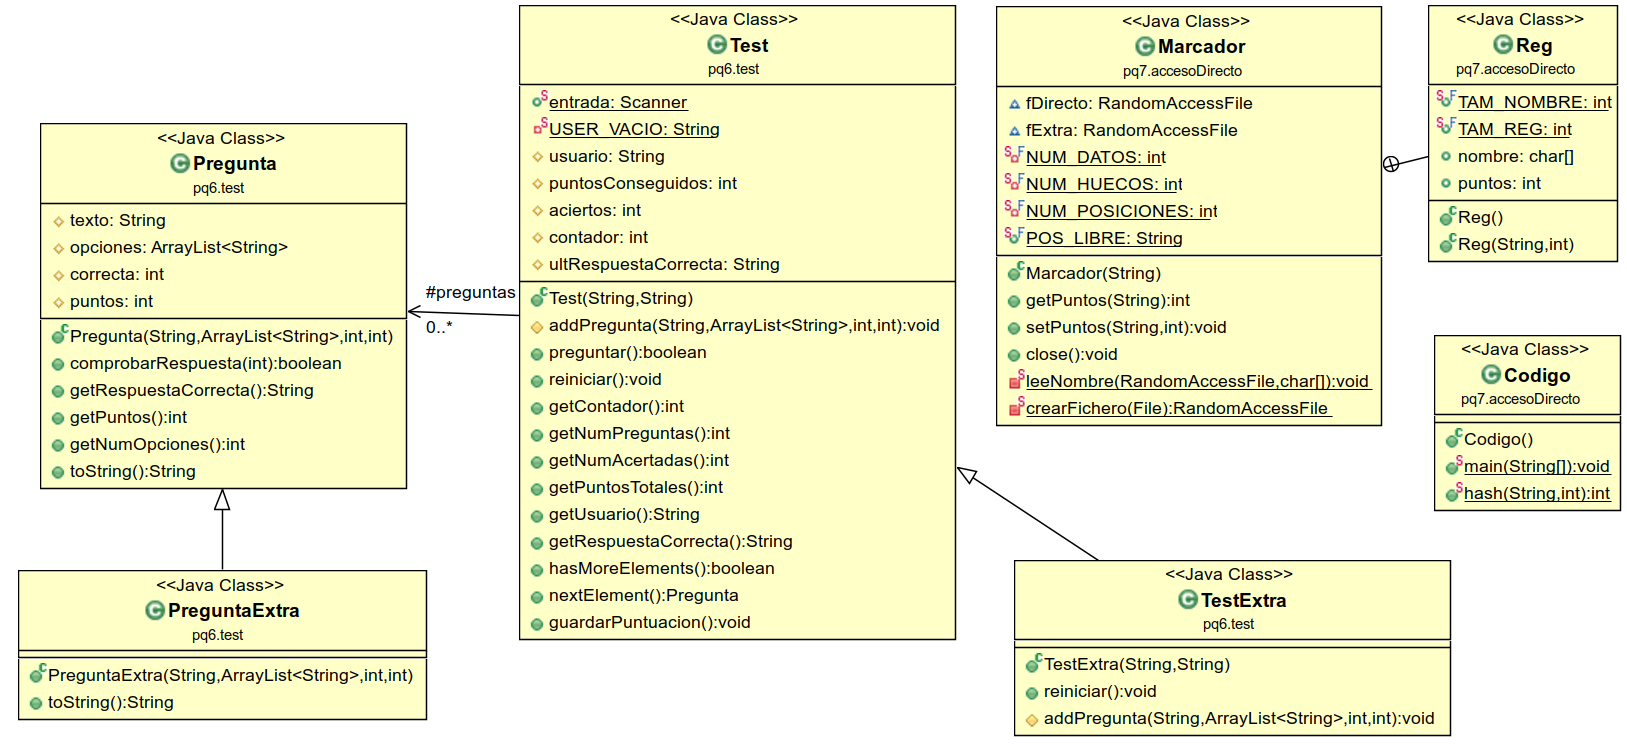 <<Java Class>>
Pregunta
pq6.test
texto: String
opciones: ArrayList<String>
correcta: int
puntos: int
Pregunta(String,ArrayList<String>,int,int)
comprobarRespuesta(int):boolean
getRespuestaCorrecta():String
getPuntos():int
getNumOpciones():int
toString():String
<<Java Class>>
PreguntaExtra
pq6.test
PreguntaExtra(String,ArrayList<String>,int,int)
toString():String
#preguntas
0..*
<<Java Class>>
Test
pq6.test
entrada: Scanner
USER_VACIO: String
usuario: String
puntosConseguidos: int
aciertos: int
contador: int
ultRespuestaCorrecta: String
Test(String,String)
addPregunta(String,ArrayList<String>,int,int):void
preguntar():boolean
reiniciar():void
getContador():int
getNumPreguntas():int
getNumAcertadas():int
getPuntosTotales():int
getUsuario():String
getRespuestaCorrecta():String
hasMoreElements():boolean
nextElement():Pregunta
guardarPuntuacion():void
<<Java Class>>
Marcador
pq7.accesoDirecto
fDirecto: RandomAccessFile
fExtra: RandomAccessFile
NUM_DATOS: int
NUM_HUECOS: int
NUM_POSICIONES: int
POS_LIBRE: String
Marcador(String)
getPuntos(String):int
setPuntos(String,int):void
close():void
leeNombre(RandomAccessFile,char[]):void
crearFichero(File):RandomAccessFile
<<Java Class>>
Reg
pq7.accesoDirecto
TAM_NOMBRE: int
TAM_REG: int
nombre: char[]
puntos: int
Reg()
Reg(String,int)
<<Java Class>>
Codigo
pq7.accesoDirecto
Codigo()
main(String[]):void
hash(String,int):int
<<Java Class>>
TestExtra
pq6.test
TestExtra(String,String)
reiniciar():void
addPregunta(String,ArrayList<String>,int,int):void